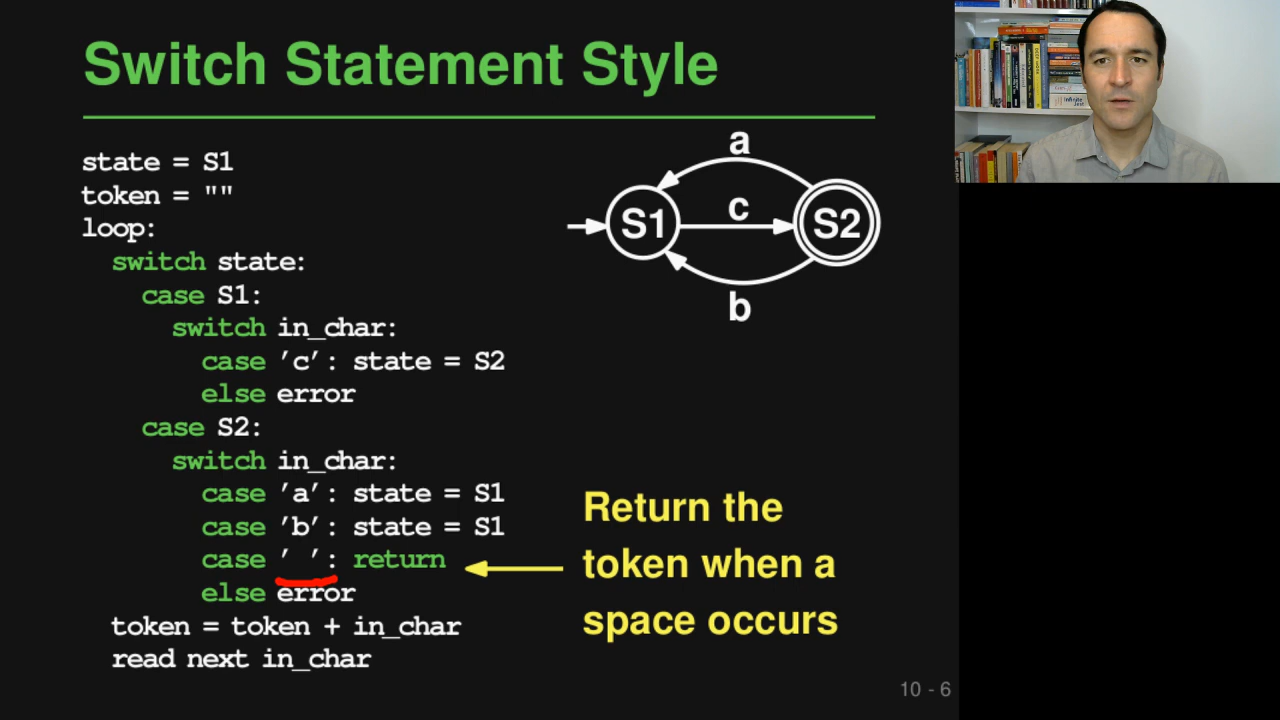 Switch Statement Style
state = S1
token = ""
loop:
switch state:
case S1:
switch in_char:
case ’c’: state = S2
else error
case S2:
switch in_char:
case ’a’: state = S1
case ’b’: state = S1
case ’ ’: return
else error
token = token + in_char
read next in_char
a
S1
c
S2
b
Return the
token when a
space occurs
10 - 6
Infinite